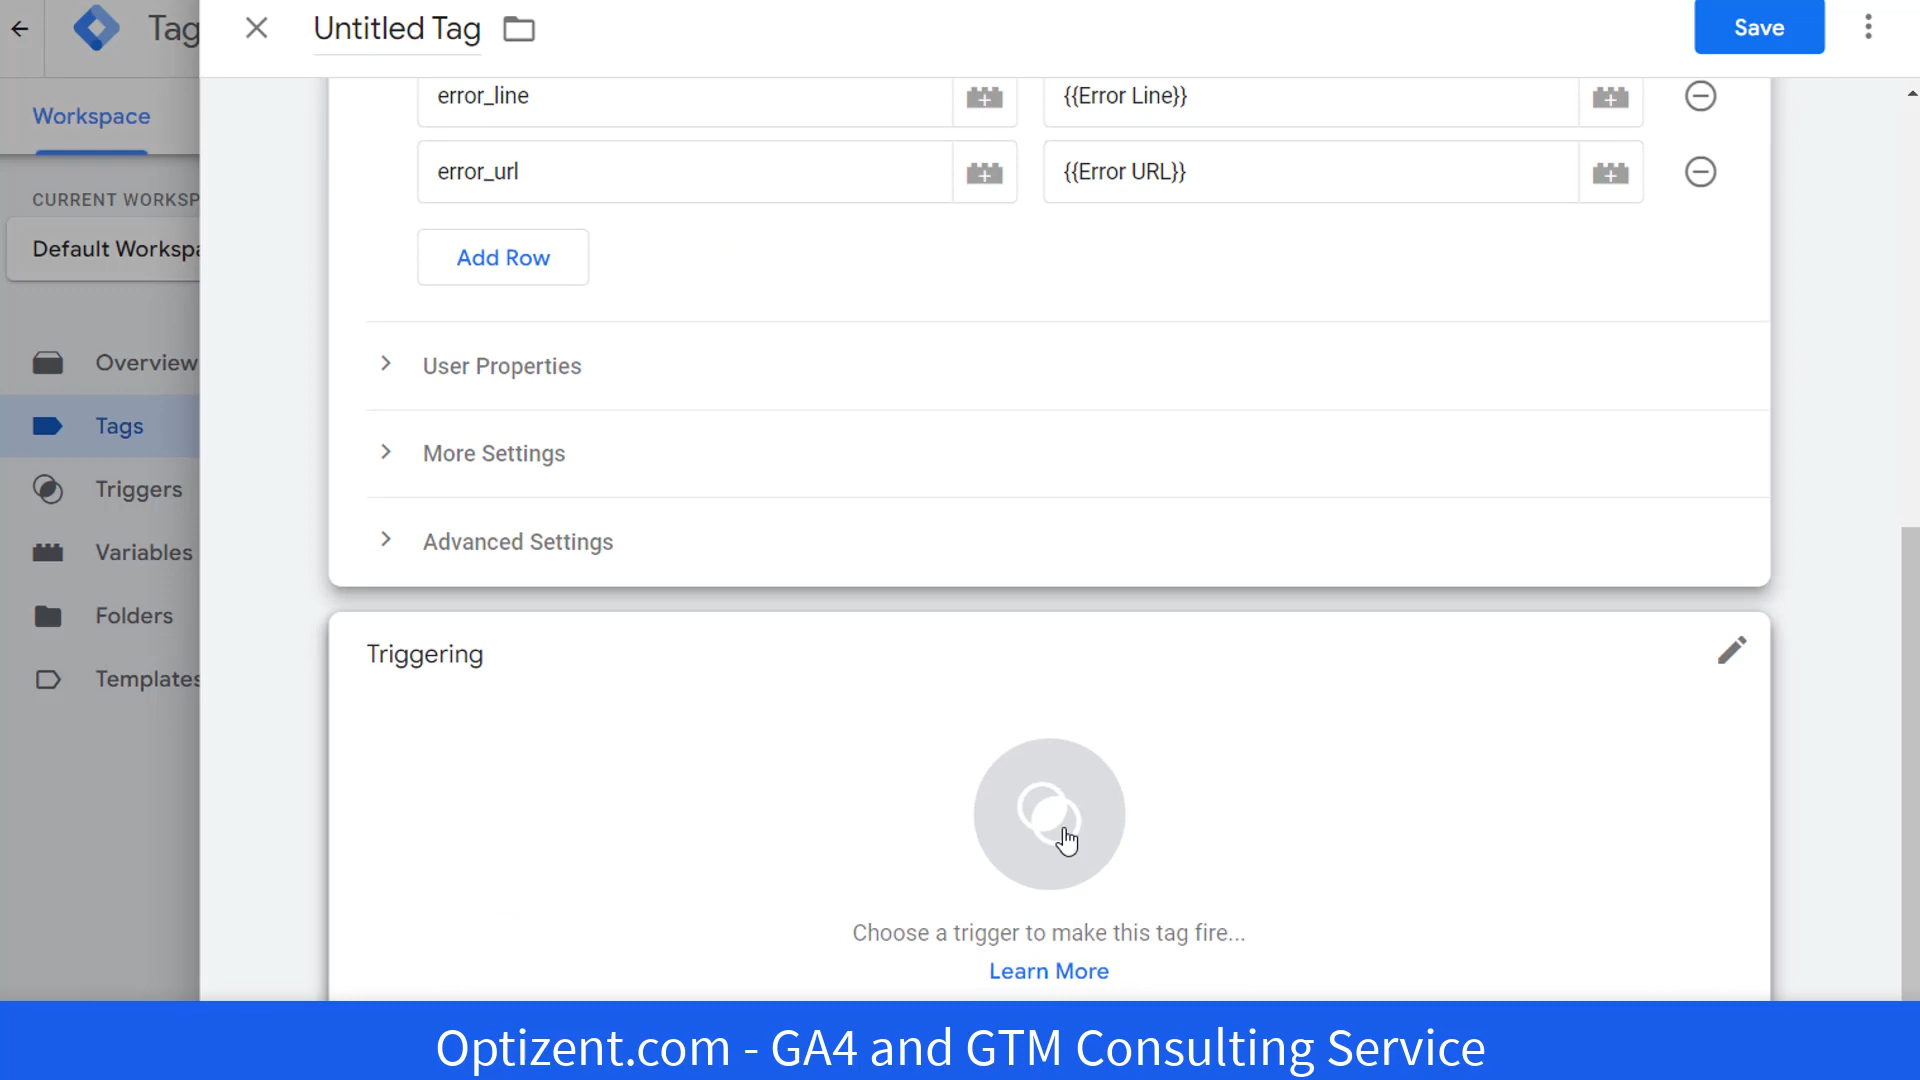 Tag
Untitled Tag
Save
Workspace
CURRENT WORKSP
Default Workspa
Overview
Tags
Triggers
Variables
Folders
Templates
error_line
{{Error Line}}
error_url
{{Error URL}}
Add Row
User Properties
More Settings
Advanced Settings
Triggering
Choose a trigger to make this tag fire...
Learn More
Optizent.com - GA4 and GTM Consulting Service